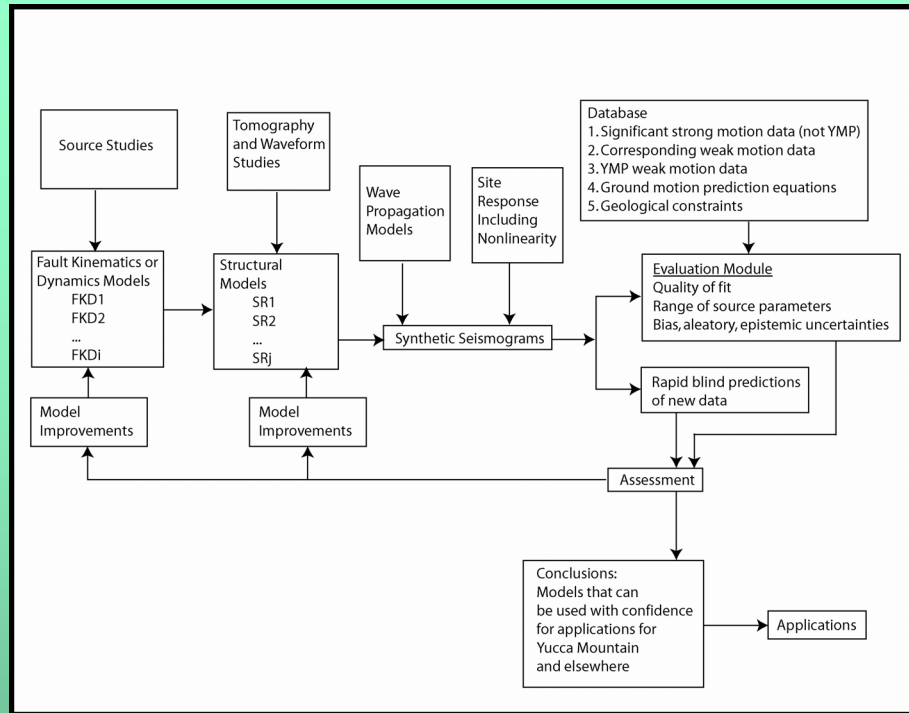 Source Studies
Tomography
and Waveform
Studies
Wave
Propagation
Models
Site
Response
Including
Nonlinearity
Database
1. Significant strong motion data (not YMP)
2. Corresponding weak motion data
3. YMP weak motion data
4. Ground motion prediction equations
5. Geological constraints
Fault Kinematics or
Dynamics Models
FKD1
FKD2
...
FKDi
Structural
Models
SR1
SR2
...
SRj
Synthetic Seismograms
Evaluation Module
Quality of fit
Range of source parameters
Bias, aleatory, epistemic uncertainties
Rapid blind predictions
of new data
Model
Improvements
Model
Improvements
Assessment
Conclusions:
Models that can
be used with confidence
for applications for
Yucca Mountain
and elsewhere
Applications